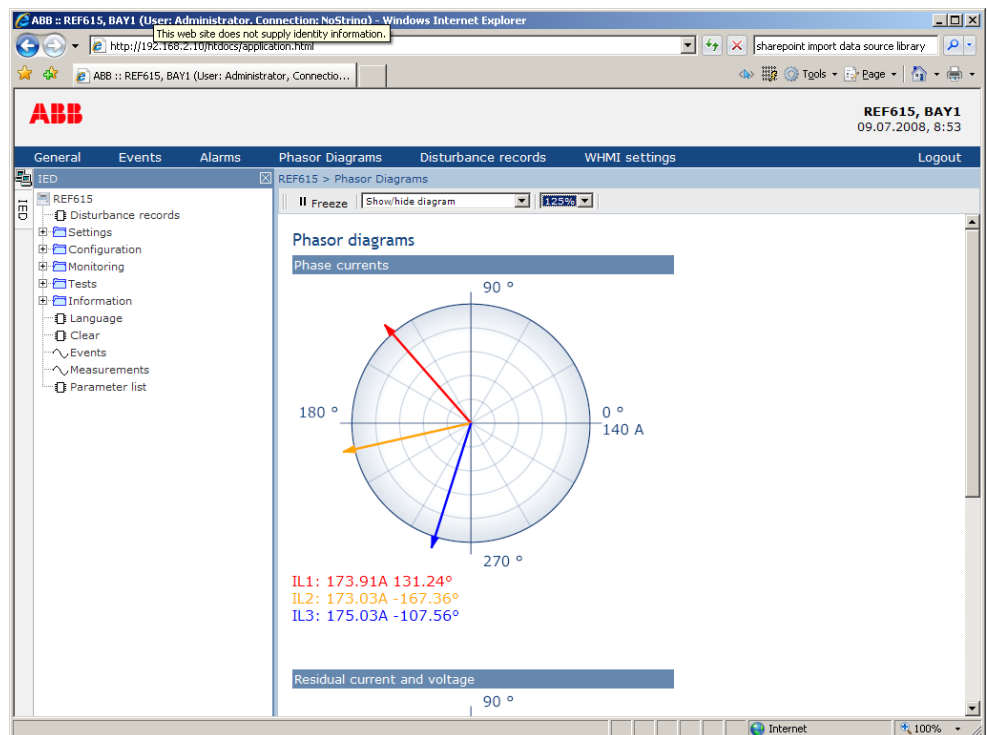 ABB :: REF615, BAY1 (User: Administrator. Connection: NoString) - Windows Internet Explorer
This web site does not supply identity information.
http://192.168.2.10/htdocs/application.html
sharepoint import data source library
ABB :: REF615, BAY1 (User: Administrator, Connectio...
Tools
Page
ABB
REF615, BAY1
09.07.2008, 8:53
General Events Alarms Phasor Diagrams Disturbance records WHMI settings Logout
IED
IED
REF615 > Phasor Diagrams
Freeze
Show/hide diagram
125%
REF615
Disturbance records
Settings
Configuration
Monitoring
Tests
Information
Language
Clear
Events
Measurements
Parameter list
Phasor diagrams
Phase currents
90 °
180 °
0 °
140 A
270 °
IL1: 173.91A 131.24°
IL2: 173.03A -167.36°
IL3: 175.03A -107.56°
Residual current and voltage
90 °
Internet
100%